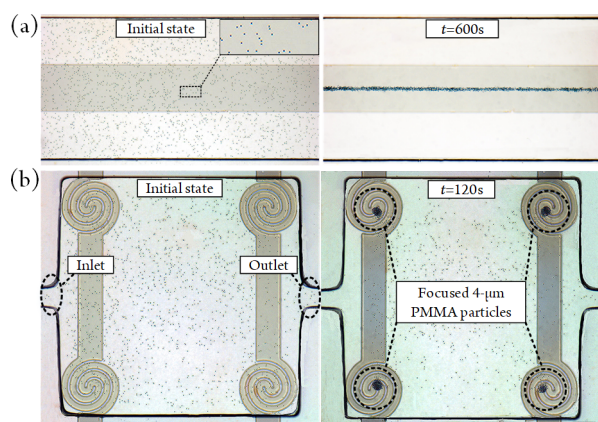 (a)
Initial state
t=600s
(b)
Initial state
t=120s
Inlet
Outlet
Focused 4-μm
PMMA particles